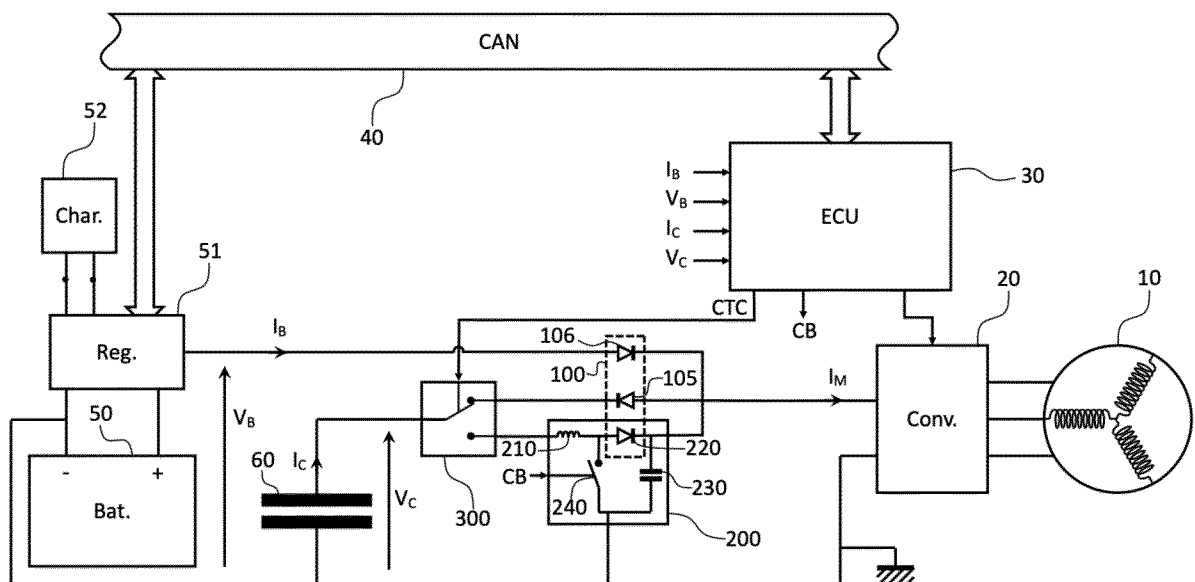 CAN
40
52
Char.
51
Reg.
I_B
V_B
50
- +
Bat.
60
I_C
V_C
I_B
V_B
I_C
V_C
ECU
30
CTC
CB
20
10
106
100
105
I_M
Conv.
210
220
CB
240
230
300
200